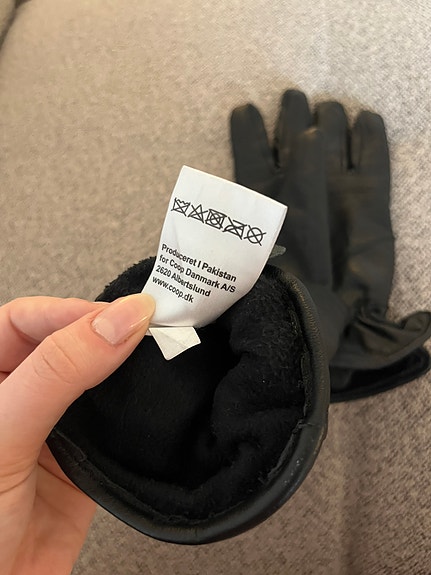 Produceret I Pakistan
for Coop Danmark A/S
2620 Albertslund
www.coop.dk